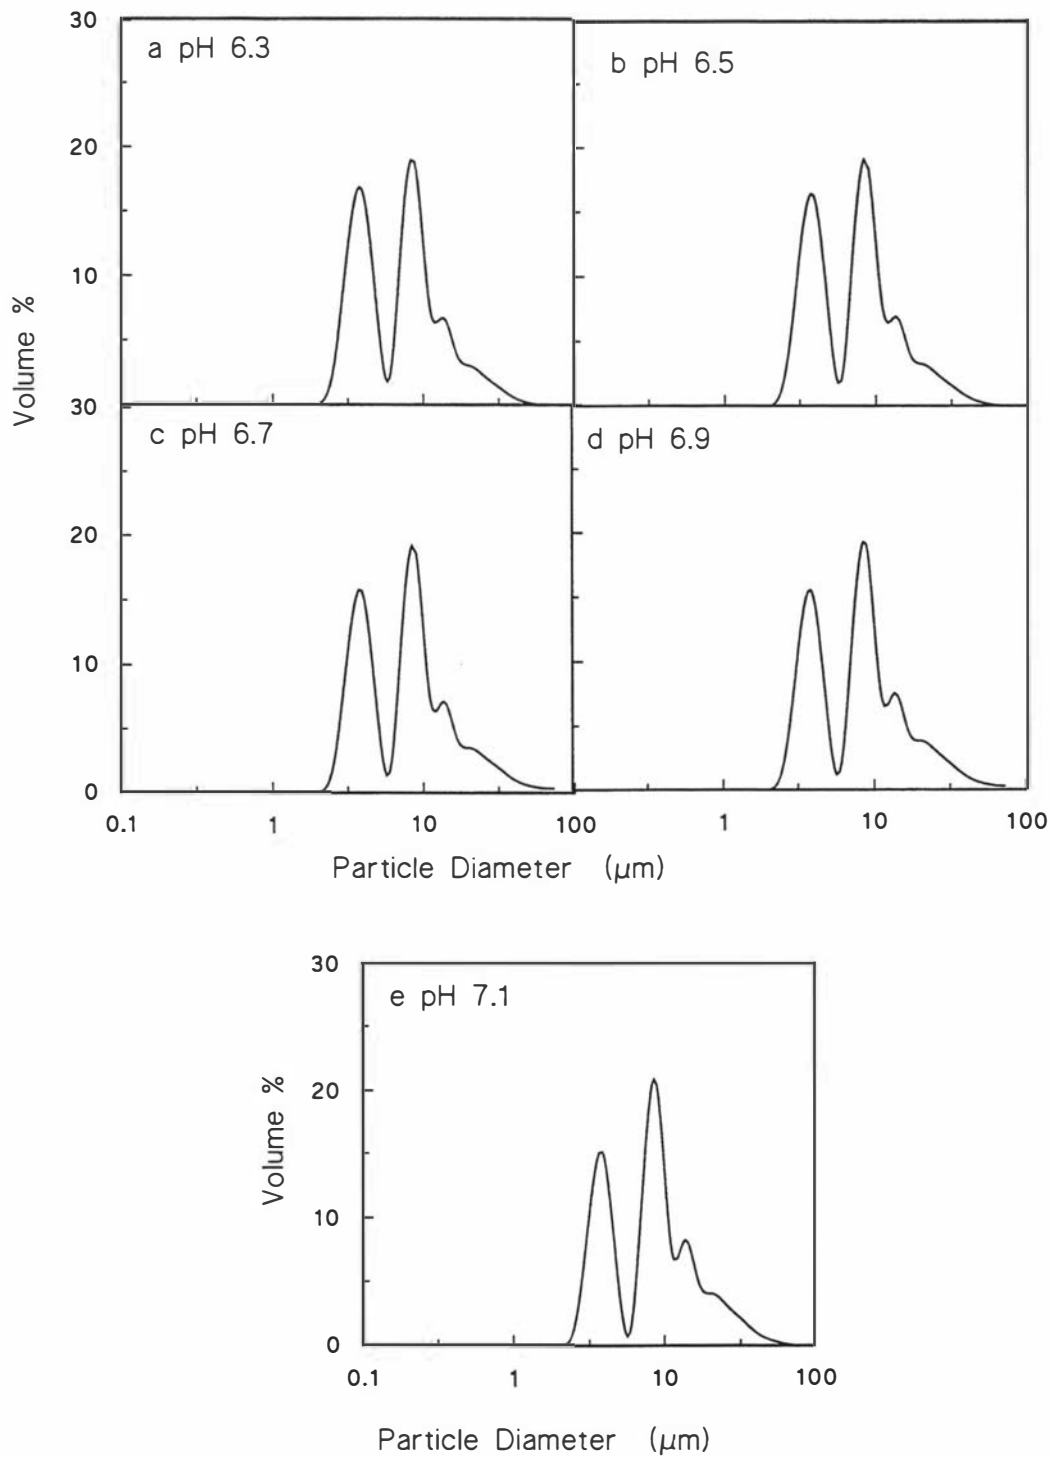 30
a pH 6.3
b pH 6.5
20
10
Volume %
30
c pH 6.7
d pH 6.9
20
10
0
0.1 1 10 100 1 10 100
Particle Diameter (μm)
30
e pH 7.1
20
Volume %
10
0
0.1 1 10 100
Particle Diameter (μm)